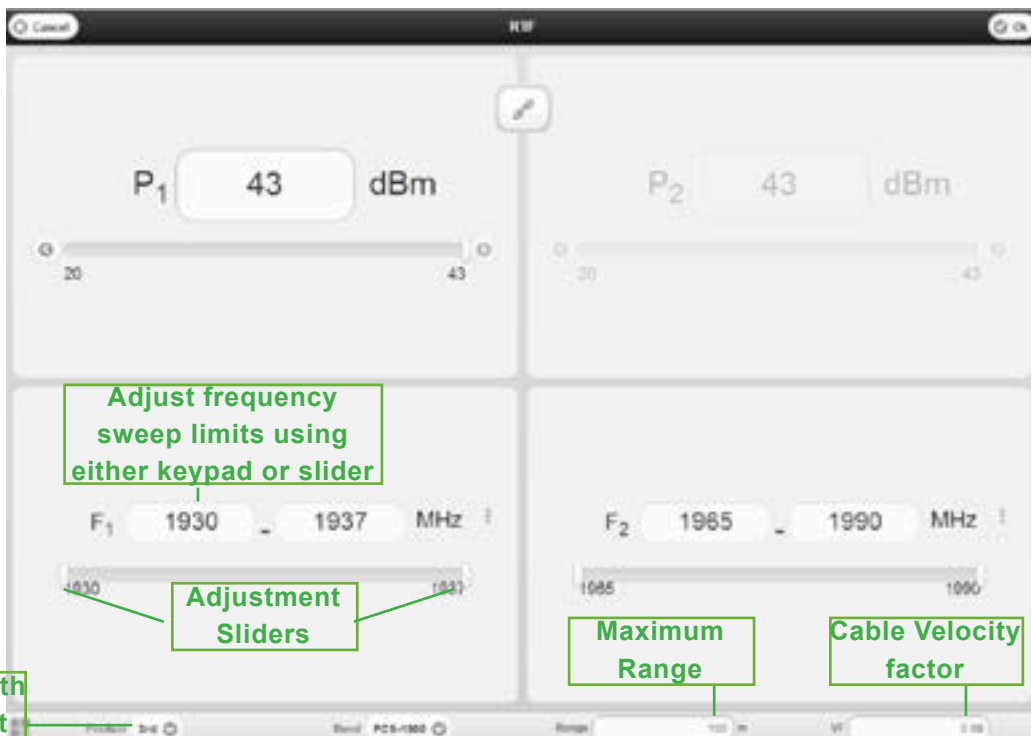 Cancel RTF Ok
P1 43 dBm
20 43
P2 43 dBm
20 43
Adjust frequency
sweep limits using
either keypad or slider
F1 1930 - 1937 MHz
1930 1937
Adjustment
Sliders
F2 1965 - 1990 MHz
1965 1990
Maximum
Range
Cable Velocity
factor
th
t
Product 3rd Band PCS-1900 Range m VF